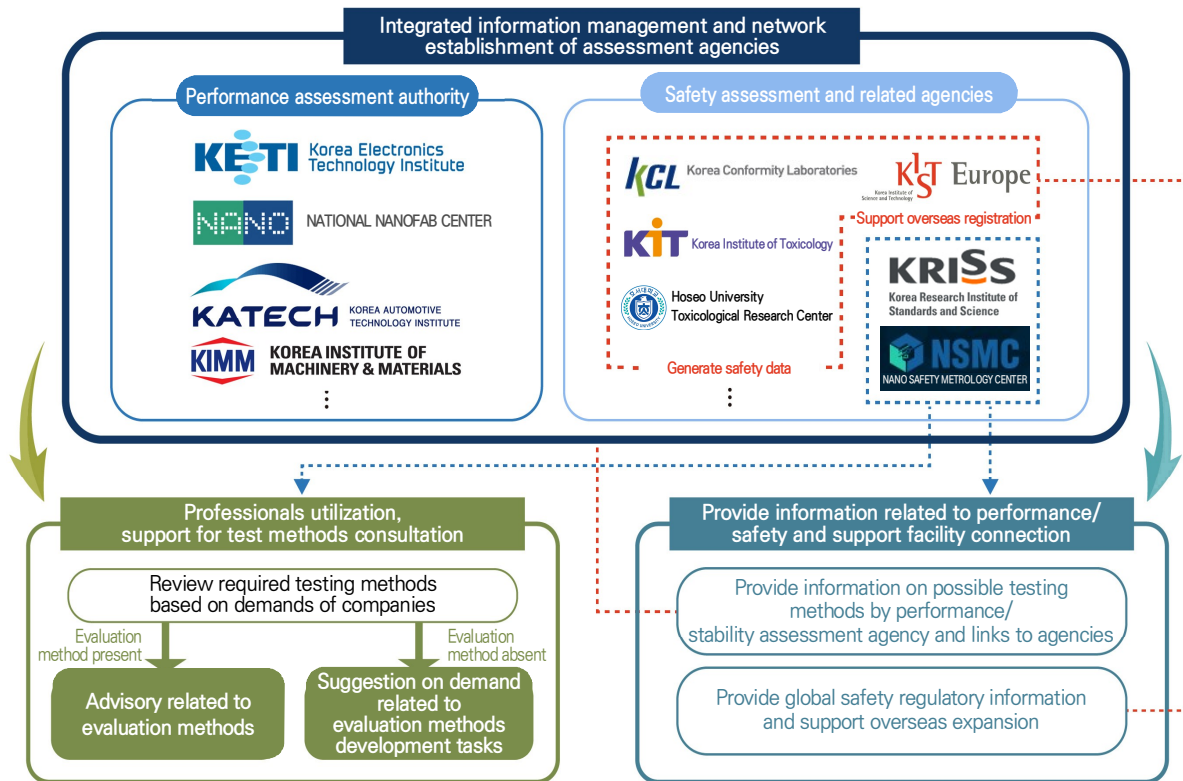 Integrated information management and network
establishment of assessment agencies
Performance assessment authority
KETI
Korea Electronics
Technology Institute
NANO
NATIONAL NANOFAB CENTER
KATECH
KOREA AUTOMOTIVE
TECHNOLOGY INSTITUTE
KIMM
KOREA INSTITUTE OF
MACHINERY & MATERIALS
⋮
Safety assessment and related agencies
KCL
Korea Conformity Laboratories
KIST Europe
Korea Institute of
Science and Technology
Support overseas registration
KIT
Korea Institute of Toxicology
Hoseo University
Toxicological Research Center
Generate safety data
⋮
KRISS
Korea Research Institute of
Standards and Science
NSMC
NANO SAFETY METROLOGY CENTER
Professionals utilization,
support for test methods consultation
Review required testing methods
based on demands of companies
Evaluation
method present
Evaluation
method absent
Advisory related to
evaluation methods
Suggestion on demand
related to
evaluation methods
development tasks
Provide information related to performance/
safety and support facility connection
Provide information on possible testing
methods by performance/
stability assessment agency and links to agencies
Provide global safety regulatory information
and support overseas expansion